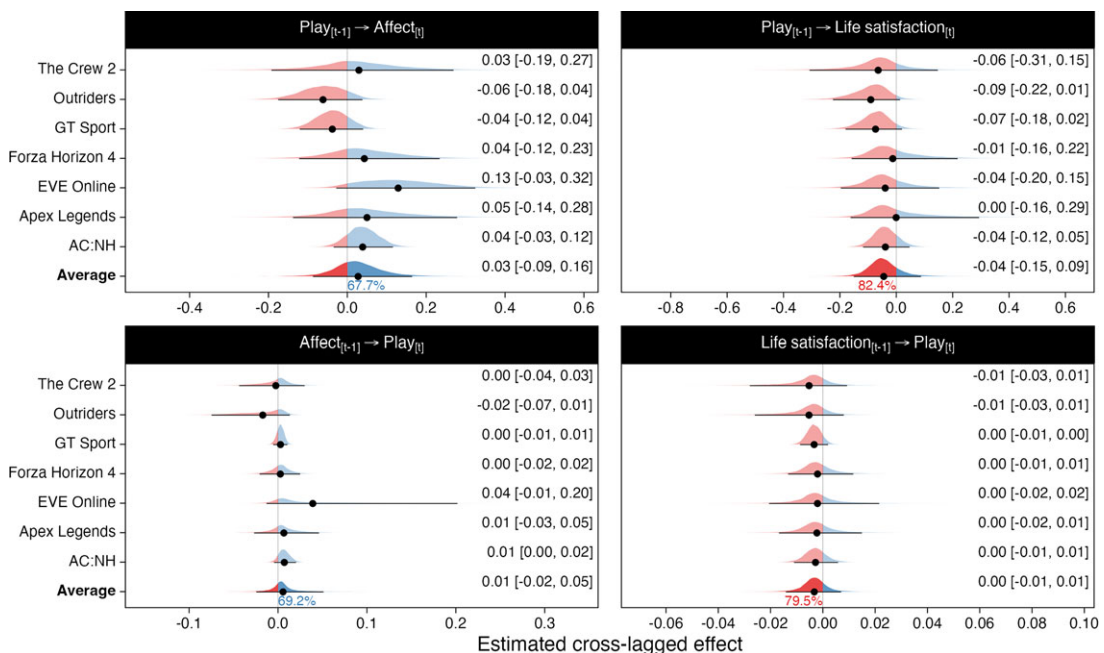 Play[t-1] → Affect[t]
The Crew 2 0.03 [-0.19, 0.27]
Outriders -0.06 [-0.18, 0.04]
GT Sport -0.04 [-0.12, 0.04]
Forza Horizon 4 0.04 [-0.12, 0.23]
EVE Online 0.13 [-0.03, 0.32]
Apex Legends 0.05 [-0.14, 0.28]
AC:NH 0.04 [-0.03, 0.12]
Average 0.03 [-0.09, 0.16]
67.7%
-0.4 -0.2 0.0 0.2 0.4 0.6
Play[t-1] → Life satisfaction[t]
-0.06 [-0.31, 0.15]
-0.09 [-0.22, 0.01]
-0.07 [-0.18, 0.02]
-0.01 [-0.16, 0.22]
-0.04 [-0.20, 0.15]
0.00 [-0.16, 0.29]
-0.04 [-0.12, 0.05]
-0.04 [-0.15, 0.09]
82.4%
-0.8 -0.6 -0.4 -0.2 0.0 0.2 0.4 0.6
Affect[t-1] → Play[t]
The Crew 2 0.00 [-0.04, 0.03]
Outriders -0.02 [-0.07, 0.01]
GT Sport 0.00 [-0.01, 0.01]
Forza Horizon 4 0.00 [-0.02, 0.02]
EVE Online 0.04 [-0.01, 0.20]
Apex Legends 0.01 [-0.03, 0.05]
AC:NH 0.01 [0.00, 0.02]
Average 0.01 [-0.02, 0.05]
69.2%
-0.1 0.0 0.1 0.2 0.3
Life satisfaction[t-1] → Play[t]
-0.01 [-0.03, 0.01]
-0.01 [-0.03, 0.01]
0.00 [-0.01, 0.00]
0.00 [-0.01, 0.01]
0.00 [-0.02, 0.02]
0.00 [-0.02, 0.01]
0.00 [-0.01, 0.01]
0.00 [-0.01, 0.01]
79.5%
-0.06 -0.04 -0.02 0.00 0.02 0.04 0.06 0.08 0.10
Estimated cross-lagged effect